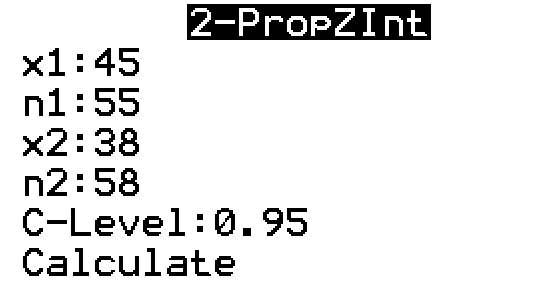 2-PropZInt
x1:45
n1:55
x2:38
n2:58
C-Level:0.95
Calculate